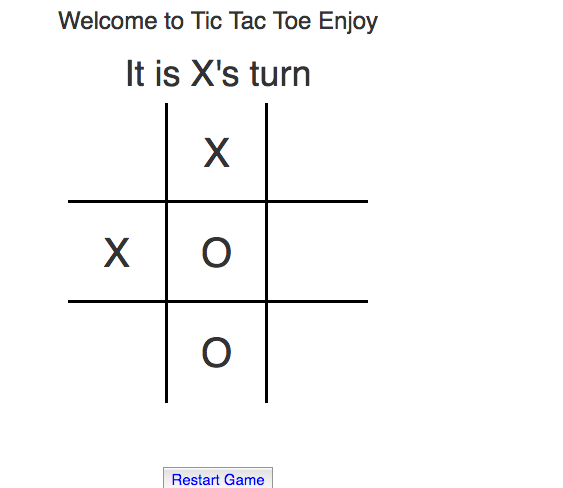 Welcome to Tic Tac Toe Enjoy
It is X's turn
X
X O
O
Restart Game